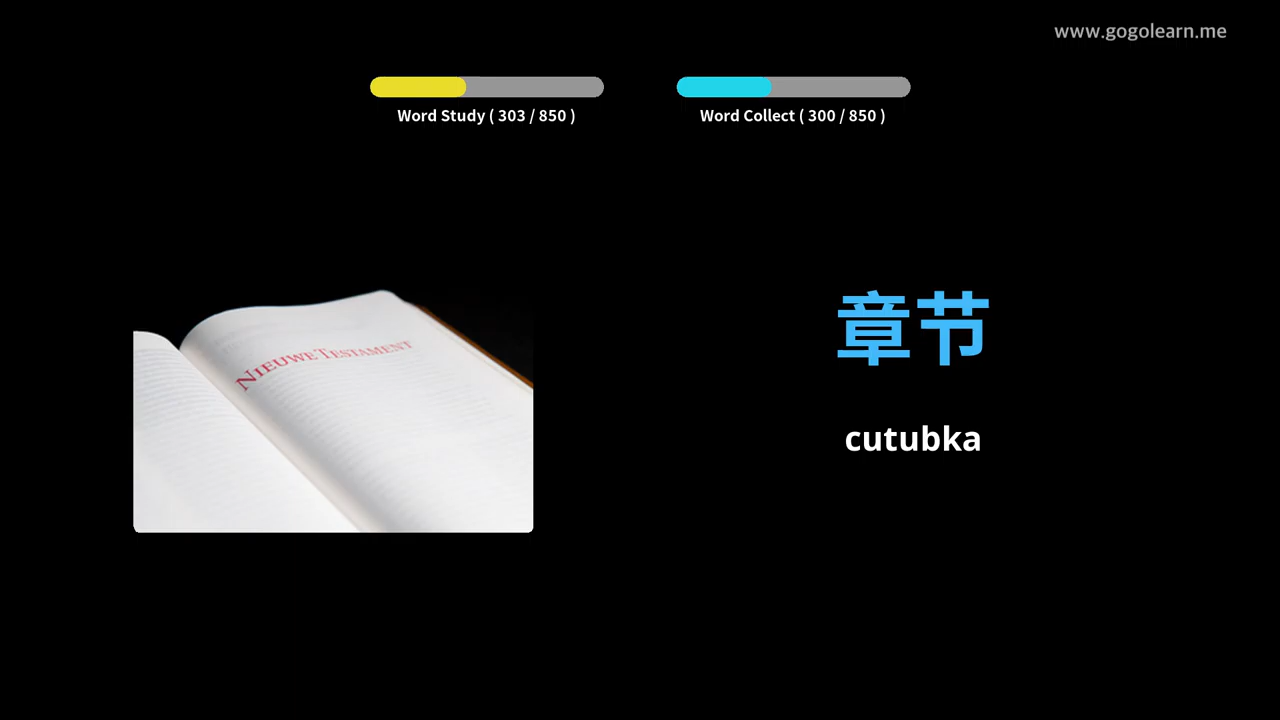 www.gogolearn.me
Word Study ( 303 / 850 )
Word Collect ( 300 / 850 )
NIEUWE TESTAMENT
章节
cutubka